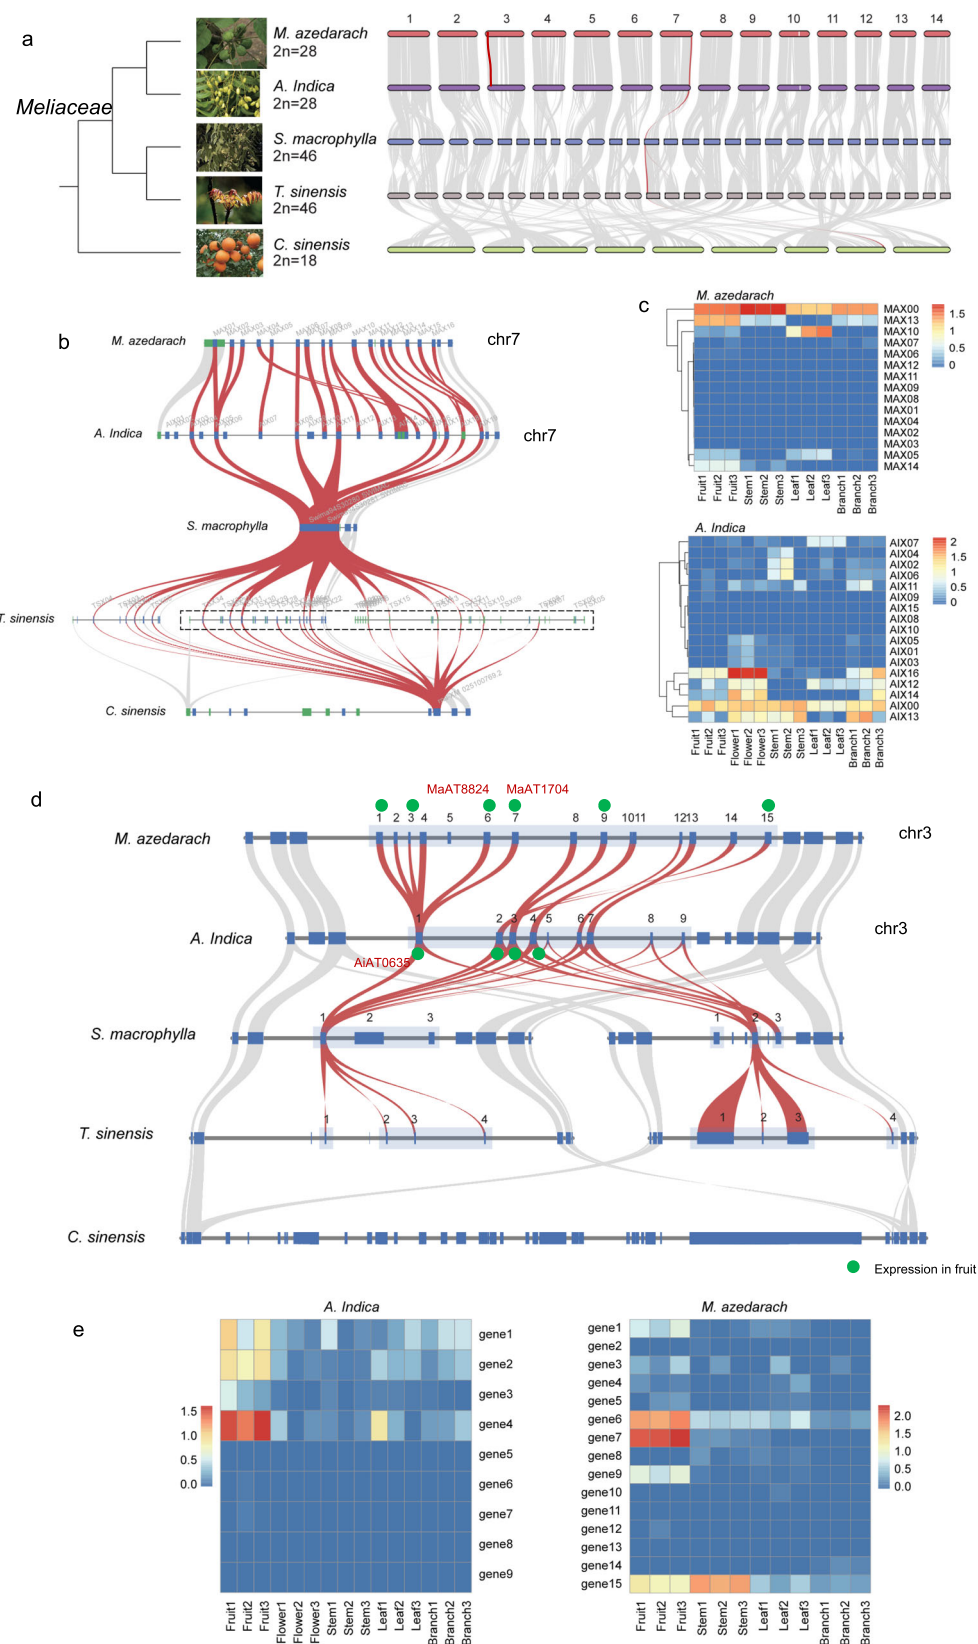 a
Meliaceae
M. azedarach
2n=28
A. Indica
2n=28
S. macrophylla
2n=46
T. sinensis
2n=46
C. sinensis
2n=18
1 2 3 4 5 6 7 8 9 10 11 12 13 14
b
M. azedarach
chr7
A. Indica
chr7
S. macrophylla
T. sinensis
C. sinensis
c
M. azedarach
MAX00
MAX13
MAX10
MAX07
MAX06
MAX12
MAX11
MAX09
MAX08
MAX01
MAX04
MAX02
MAX03
MAX05
MAX14
1.5
1
0.5
0
Fruit1 Fruit2 Fruit3 Stem1 Stem2 Stem3 Leaf1 Leaf2 Leaf3 Branch1 Branch2 Branch3
A. Indica
AIX07
AIX04
AIX02
AIX06
AIX11
AIX09
AIX15
AIX08
AIX10
AIX05
AIX01
AIX03
AIX16
AIX12
AIX14
AIX00
AIX13
2
1.5
1
0.5
0
Fruit1 Fruit2 Fruit3 Flower1 Flower2 Flower3 Stem1 Stem2 Stem3 Leaf1 Leaf2 Leaf3 Branch1 Branch2 Branch3
d
MaAT8824 MaAT1704
1 2 3 4 5 6 7 8 9 1011 1213 14 15
M. azedarach
chr3
1 2 3 4 5 6 7 8 9
A. Indica
chr3
AiAT0635
1 2 3 1 2 3
S. macrophylla
1 2 3 4 1 2 3 4
T. sinensis
C. sinensis
Expression in fruit
e
A. Indica
gene1
gene2
gene3
gene4
gene5
gene6
gene7
gene8
gene9
1.5
1.0
0.5
0.0
Fruit1 Fruit2 Fruit3 Flower1 Flower2 Flower3 Stem1 Stem2 Stem3 Leaf1 Leaf2 Leaf3 Branch1 Branch2 Branch3
M. azedarach
gene1
gene2
gene3
gene4
gene5
gene6
gene7
gene8
gene9
gene10
gene11
gene12
gene13
gene14
gene15
2.0
1.5
1.0
0.5
0.0
Fruit1 Fruit2 Fruit3 Stem1 Stem2 Stem3 Leaf1 Leaf2 Leaf3 Branch1 Branch2 Branch3